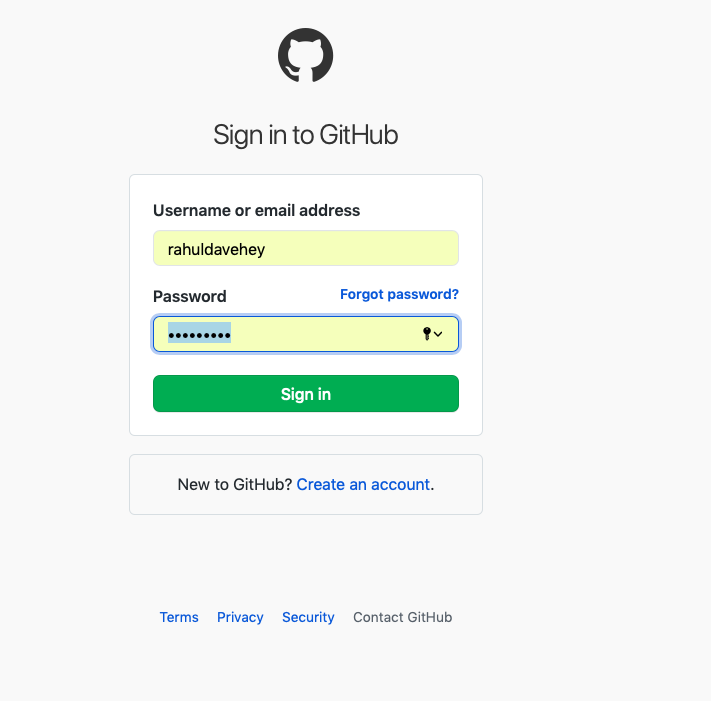 Sign in to GitHub
Username or email address
rahuldavehey
Password Forgot password?
•••••••••
Sign in
New to GitHub? Create an account.
Terms Privacy Security Contact GitHub